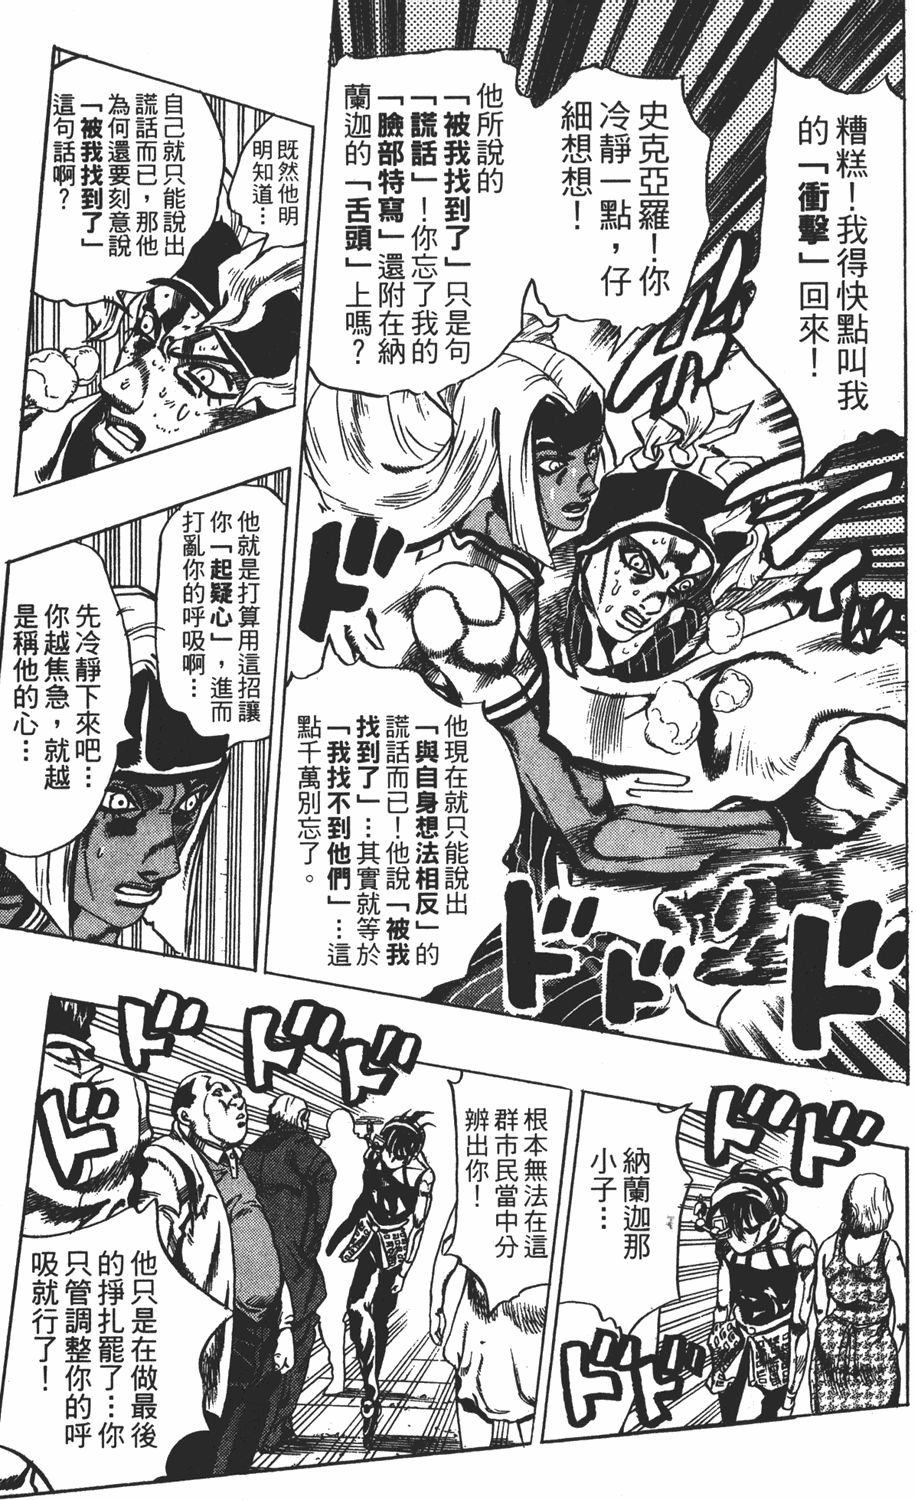 糟糕！我得快點叫我
的「衝擊」回來！
史克亞羅！你
冷靜一點，仔
細想想！
他所說的
「被我找到了」只是句
「謊話」！你忘了我的
「臉部特寫」還附在納
蘭迦的「舌頭」上嗎？
ズギュイーン
ド
他現在就只能說出
「與自身想法相反」的
謊話而已！他說「被我
找到了」…其實就等於
「我找不到他們」…這
點千萬別忘了。
ドドドド
既然他明
明知道…
自己就只能說出
謊話而已，那他
為何還要刻意說
「被我找到了」
這句話啊？
他就是打算用這招讓
你「起疑心」，進而
打亂你的呼吸啊…
先冷靜下來吧…
你越焦急，就越
是稱他的心…
ド
納蘭迦那
小子…
ドドド
根本無法在這
群市民當中分
辨出你！
ドドドド
他只是在做最後
的掙扎罷了…你
只管調整你的呼
吸就行了！